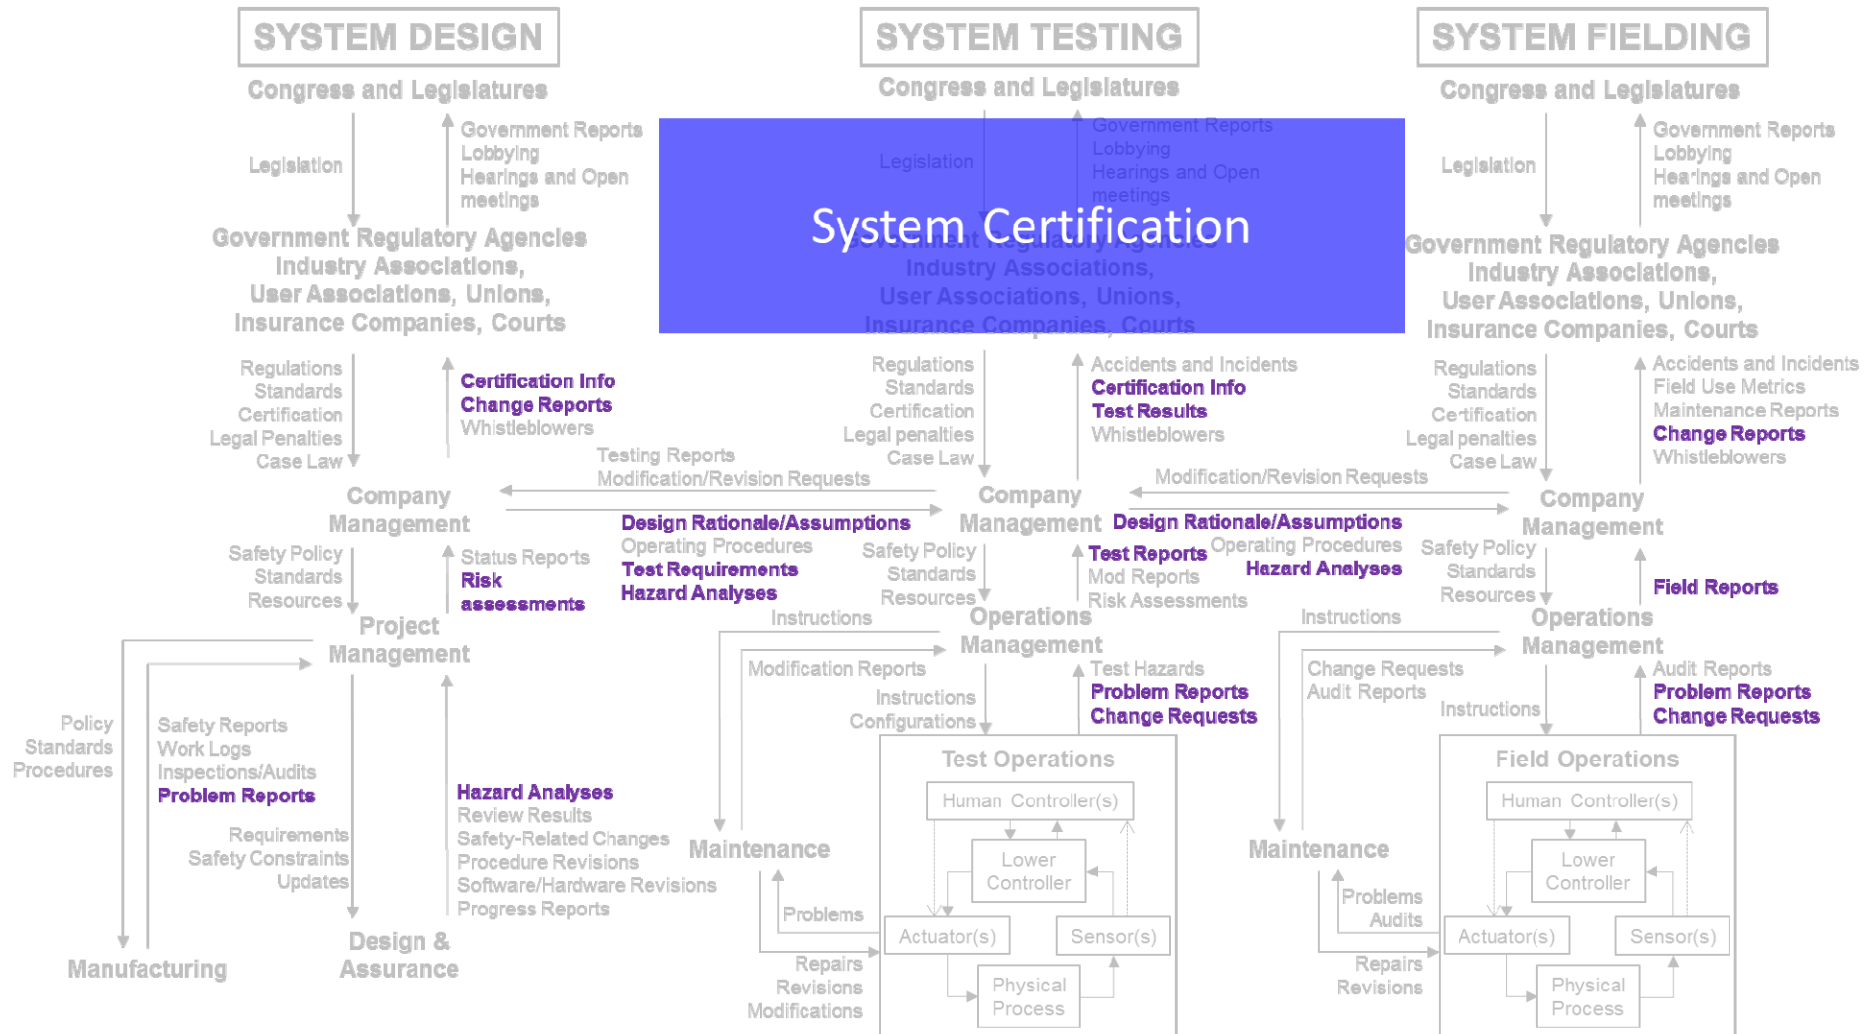 SYSTEM DESIGN
Congress and Legislatures
Legislation
Government Reports
Lobbying
Hearings and Open
meetings
Government Regulatory Agencies
Industry Associations,
User Associations, Unions,
Insurance Companies, Courts
Regulations
Standards
Certification
Legal Penalties
Case Law
Certification Info
Change Reports
Whistleblowers
Company
Management
Safety Policy
Standards
Resources
Status Reports
Risk
assessments
Project
Management
Policy
Standards
Procedures
Safety Reports
Work Logs
Inspections/Audits
Problem Reports
Requirements
Safety Constraints
Updates
Hazard Analyses
Review Results
Safety-Related Changes
Procedure Revisions
Software/Hardware Revisions
Progress Reports
Manufacturing
Design &
Assurance
Testing Reports
Modification/Revision Requests
Design Rationale/Assumptions
Operating Procedures
Test Requirements
Hazard Analyses
SYSTEM TESTING
Congress and Legislatures
System Certification
Legislation
Government Reports
Lobbying
Hearings and Open
meetings
Government Regulatory Agencies
Industry Associations,
User Associations, Unions,
Insurance Companies, Courts
Regulations
Standards
Certification
Legal penalties
Case Law
Accidents and Incidents
Certification Info
Test Results
Whistleblowers
Company
Management
Safety Policy
Standards
Resources
Test Reports
Mod Reports
Risk Assessments
Operations
Management
Instructions
Modification Reports
Instructions
Configurations
Test Hazards
Problem Reports
Change Requests
Test Operations
Human Controller(s)
Lower
Controller
Actuator(s)
Sensor(s)
Physical
Process
Maintenance
Problems
Repairs
Revisions
Modifications
Modification/Revision Requests
Design Rationale/Assumptions
Operating Procedures
Hazard Analyses
SYSTEM FIELDING
Congress and Legislatures
Legislation
Government Reports
Lobbying
Hearings and Open
meetings
Government Regulatory Agencies
Industry Associations,
User Associations, Unions,
Insurance Companies, Courts
Regulations
Standards
Certification
Legal penalties
Case Law
Accidents and Incidents
Field Use Metrics
Maintenance Reports
Change Reports
Whistleblowers
Company
Management
Safety Policy
Standards
Resources
Field Reports
Operations
Management
Instructions
Change Requests
Audit Reports
Instructions
Audit Reports
Problem Reports
Change Requests
Field Operations
Human Controller(s)
Lower
Controller
Actuator(s)
Sensor(s)
Physical
Process
Maintenance
Problems
Audits
Repairs
Revisions